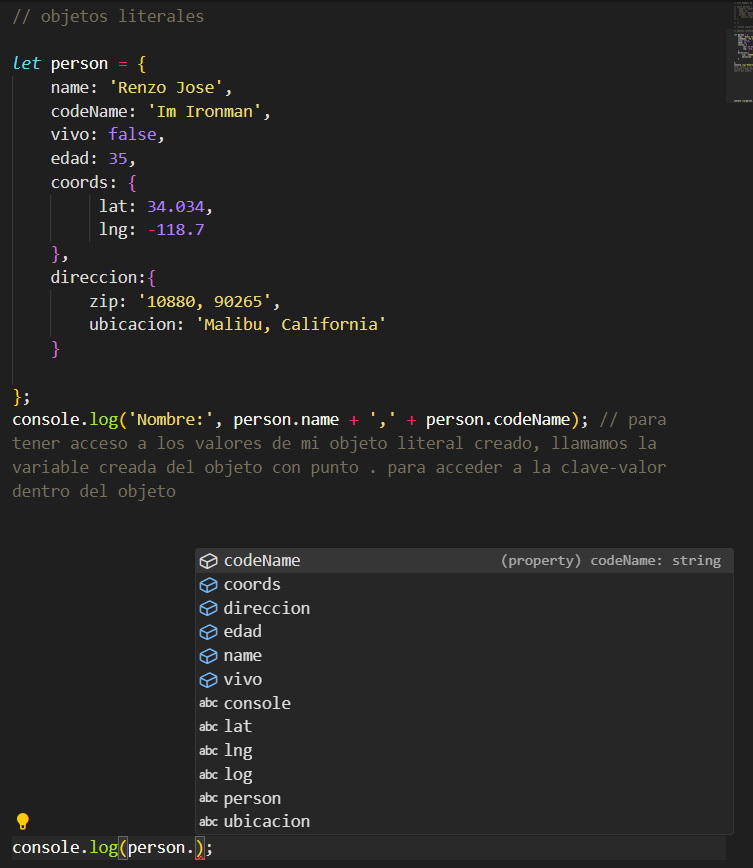 // objetos literales
let person = {
name: 'Renzo Jose',
codeName: 'Im Ironman',
vivo: false,
edad: 35,
coords: {
lat: 34.034,
lng: -118.7
},
direccion:{
zip: '10880, 90265',
ubicacion: 'Malibu, California'
}
};
console.log('Nombre:', person.name + ',' + person.codeName); // para
tener acceso a los valores de mi objeto literal creado, llamamos la
variable creada del objeto con punto . para acceder a la clave-valor
dentro del objeto
codeName (property) codeName: string
coords
direccion
edad
name
vivo
abc console
abc lat
abc lng
abc log
abc person
abc ubicacion
console.log(person.);